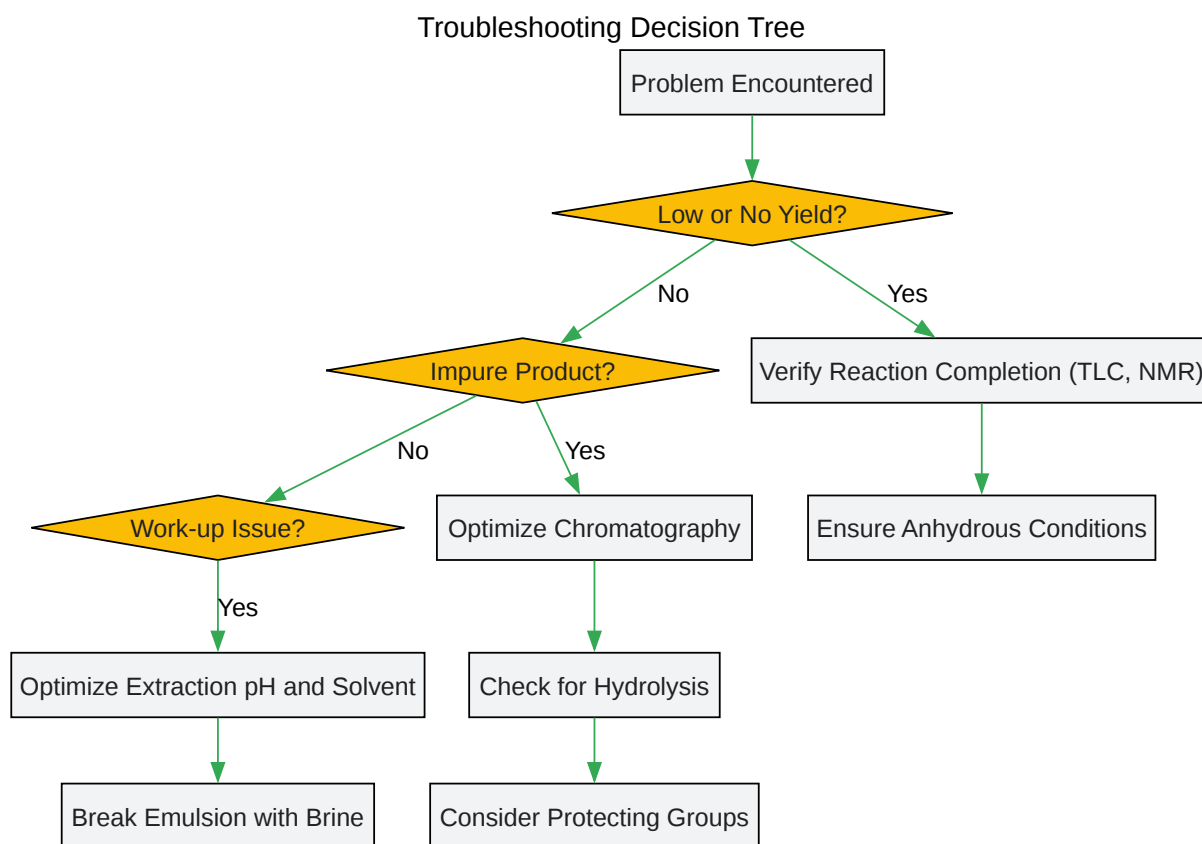 Troubleshooting Decision Tree
Problem Encountered
Low or No Yield?
No
Yes
Impure Product?
Verify Reaction Completion (TLC, NMR)
No
Yes
Work-up Issue?
Optimize Chromatography
Ensure Anhydrous Conditions
Yes
Optimize Extraction pH and Solvent
Check for Hydrolysis
Break Emulsion with Brine
Consider Protecting Groups